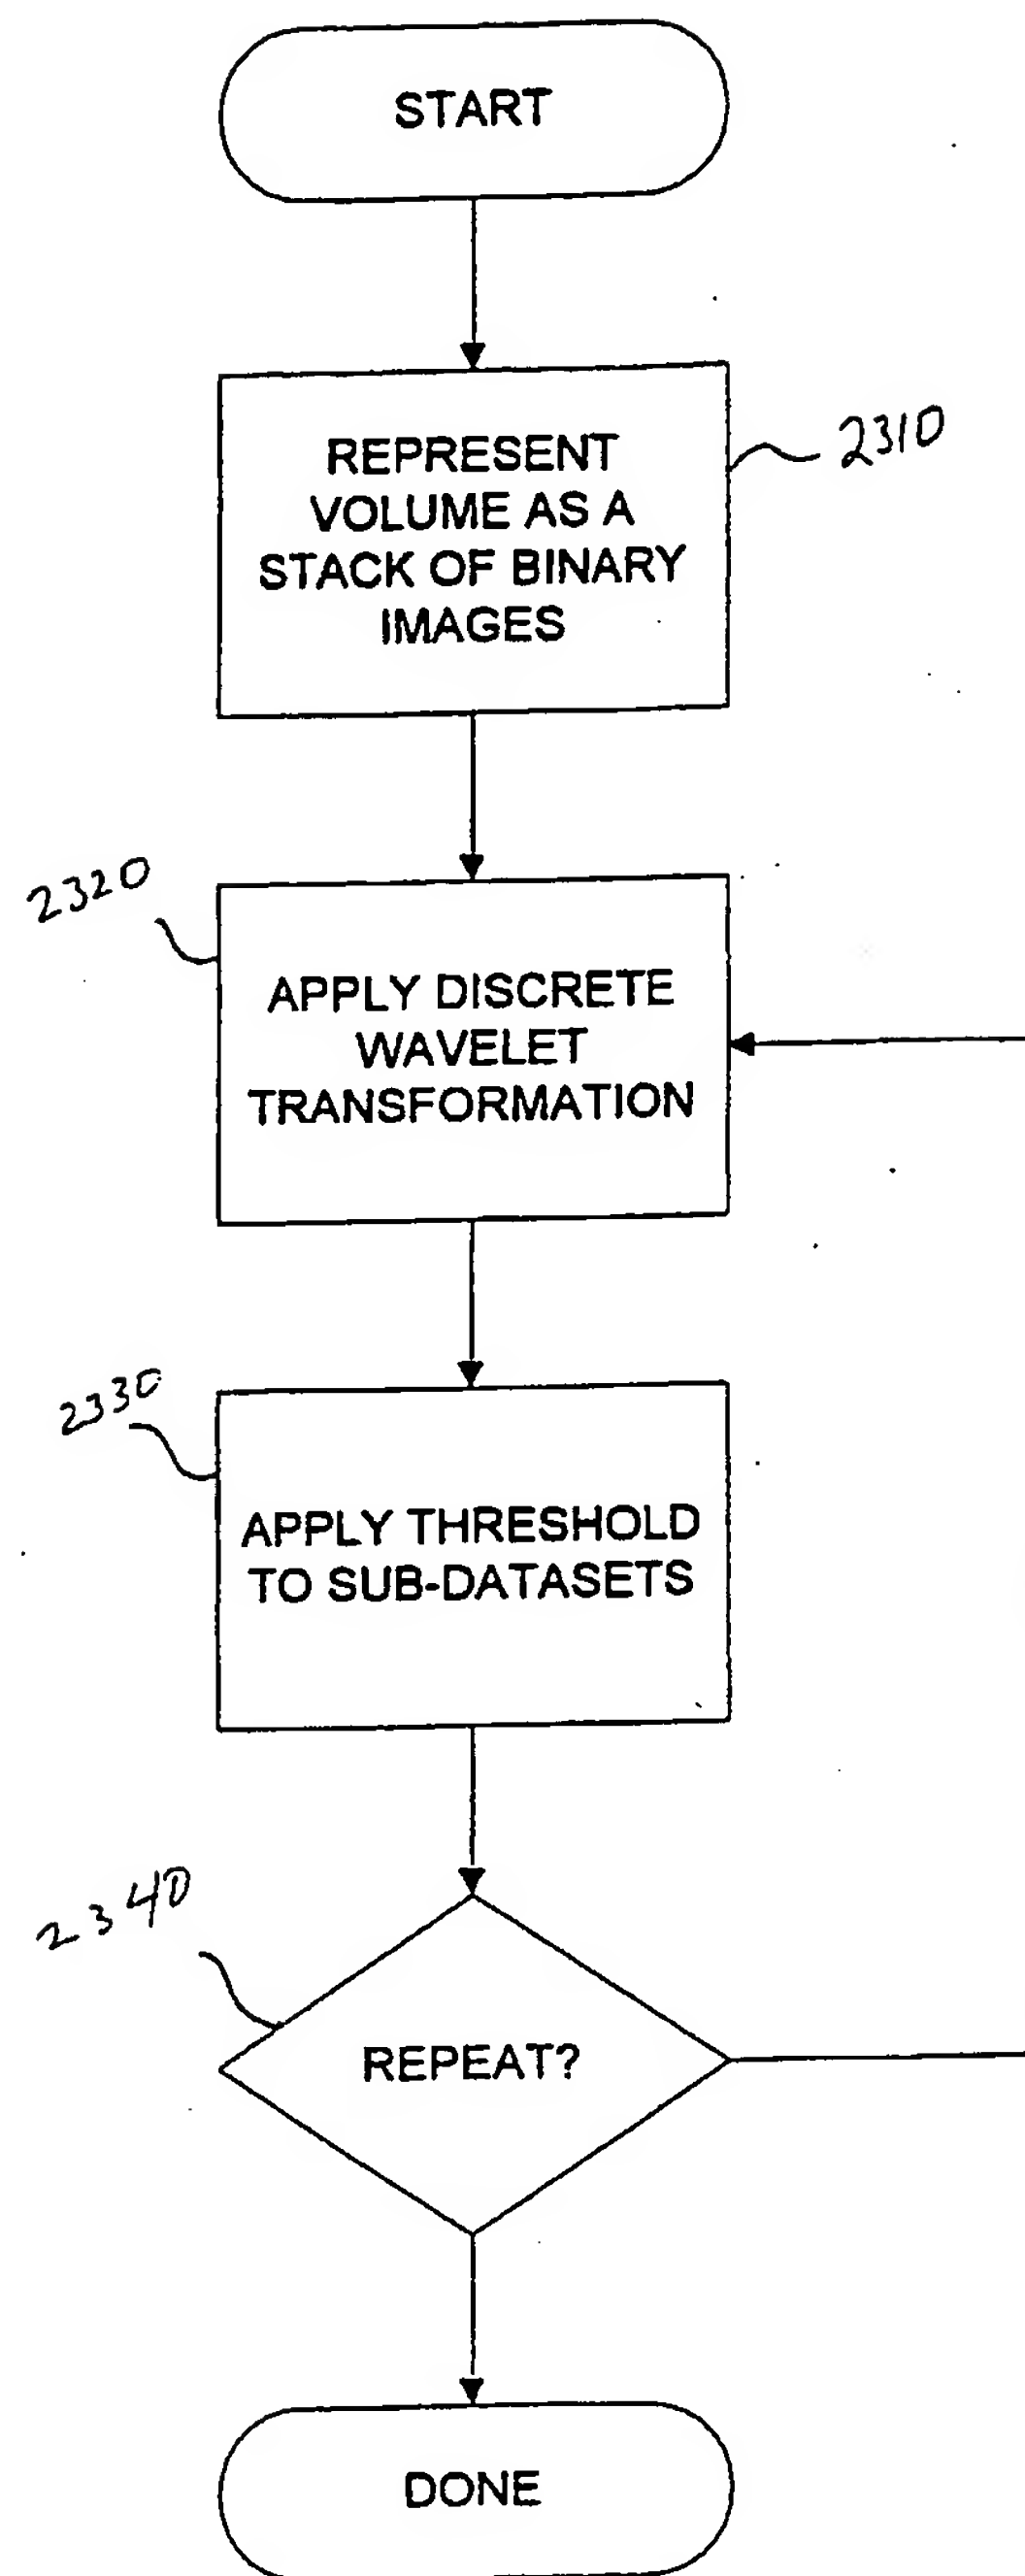 START
REPRESENT
VOLUME AS A
STACK OF BINARY
IMAGES
2310
2320
APPLY DISCRETE
WAVELET
TRANSFORMATION
2330
APPLY THRESHOLD
TO SUB-DATASETS
2340
REPEAT?
DONE